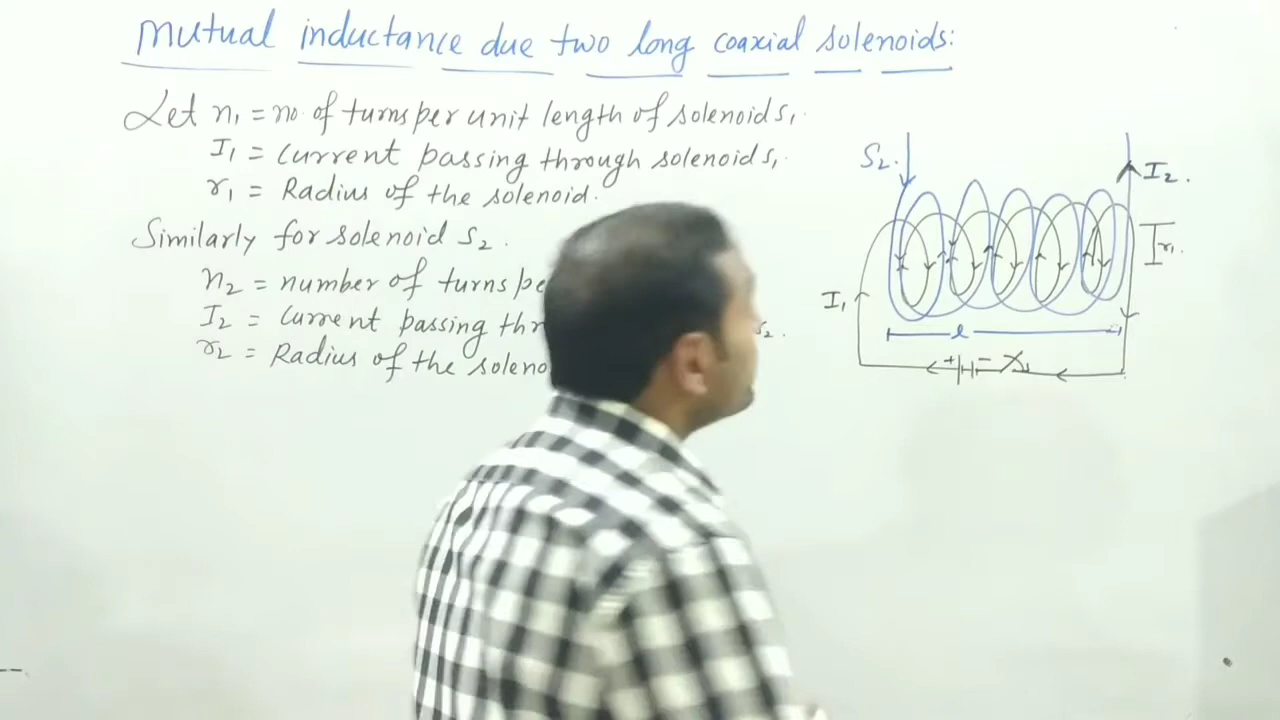 mutual inductance due two long coaxial solenoids:
Let n₁ = no. of turns per unit length of solenoid s₁.
I₁ = Current passing through solenoid s₁.
r₁ = Radius of the solenoid.
Similarly for solenoid s₂.
n₂ = number of turns pe
I₂ = Current passing thr s₂.
r₂ = Radius of the soleno
S₂.
I₂.
r₁.
I₁
l
+ -